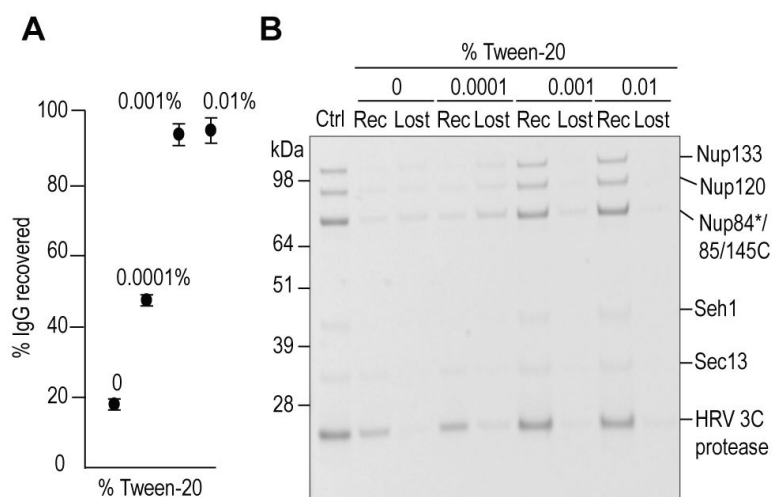 A
% IgG recovered
100
80
60
40
20
0
0.001% 0.01%
0.0001%
0
% Tween-20
B
% Tween-20
0 0.0001 0.001 0.01
Ctrl Rec Lost Rec Lost Rec Lost Rec Lost
kDa
98
64
51
39
28
Nup133
Nup120
Nup84*/
85/145C
Seh1
Sec13
HRV 3C
protease